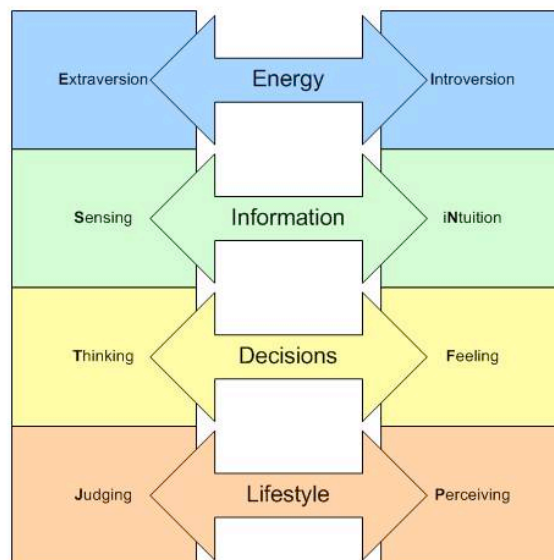 Extraversion Energy Introversion
Sensing Information iNtuition
Thinking Decisions Feeling
Judging Lifestyle Perceiving